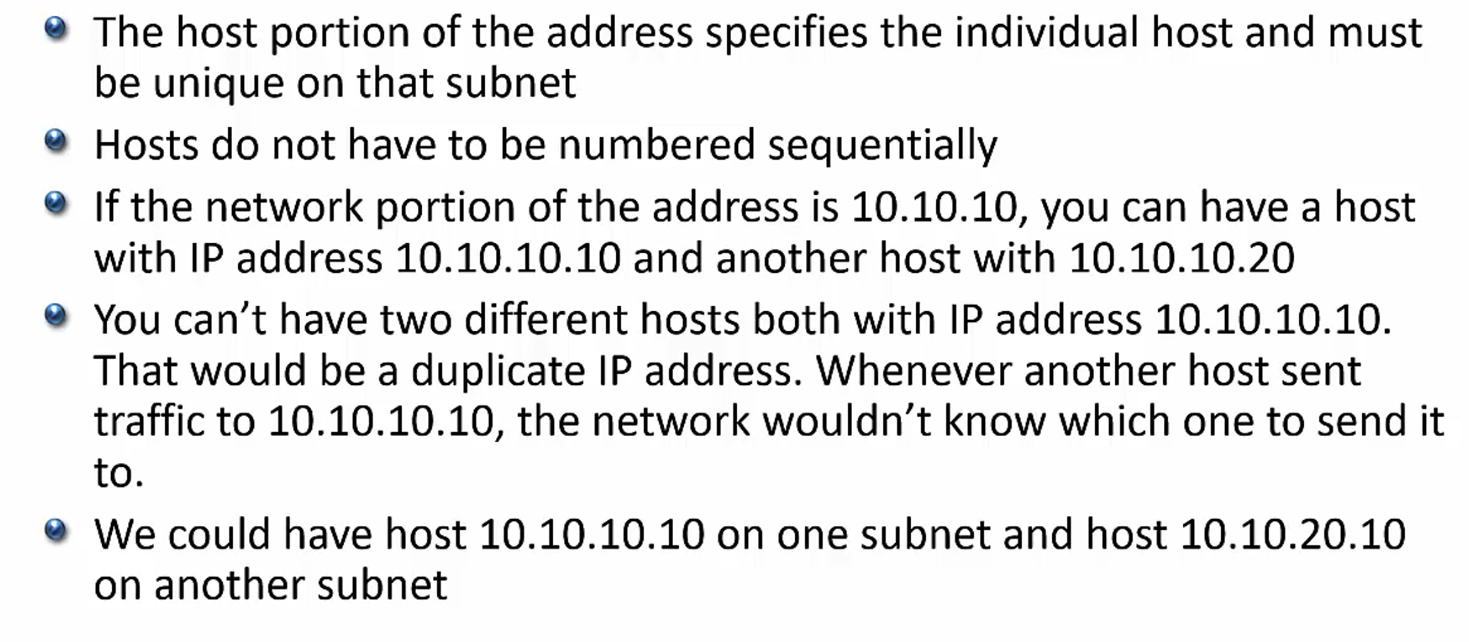 The host portion of the address specifies the individual host and must
be unique on that subnet
Hosts do not have to be numbered sequentially
If the network portion of the address is 10.10.10, you can have a host
with IP address 10.10.10.10 and another host with 10.10.10.20
You can’t have two different hosts both with IP address 10.10.10.10.
That would be a duplicate IP address. Whenever another host sent
traffic to 10.10.10.10, the network wouldn’t know which one to send it
to.
We could have host 10.10.10.10 on one subnet and host 10.10.20.10
on another subnet